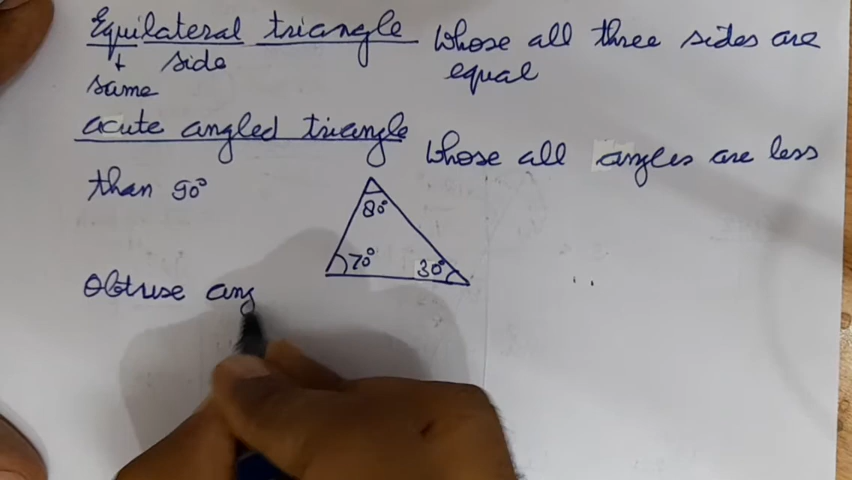 Equilateral triangle whose all three sides are
↓ side equal
same
acute angled triangle whose all angles are less
than 90°
80°
70° 30°
Obtuse ang